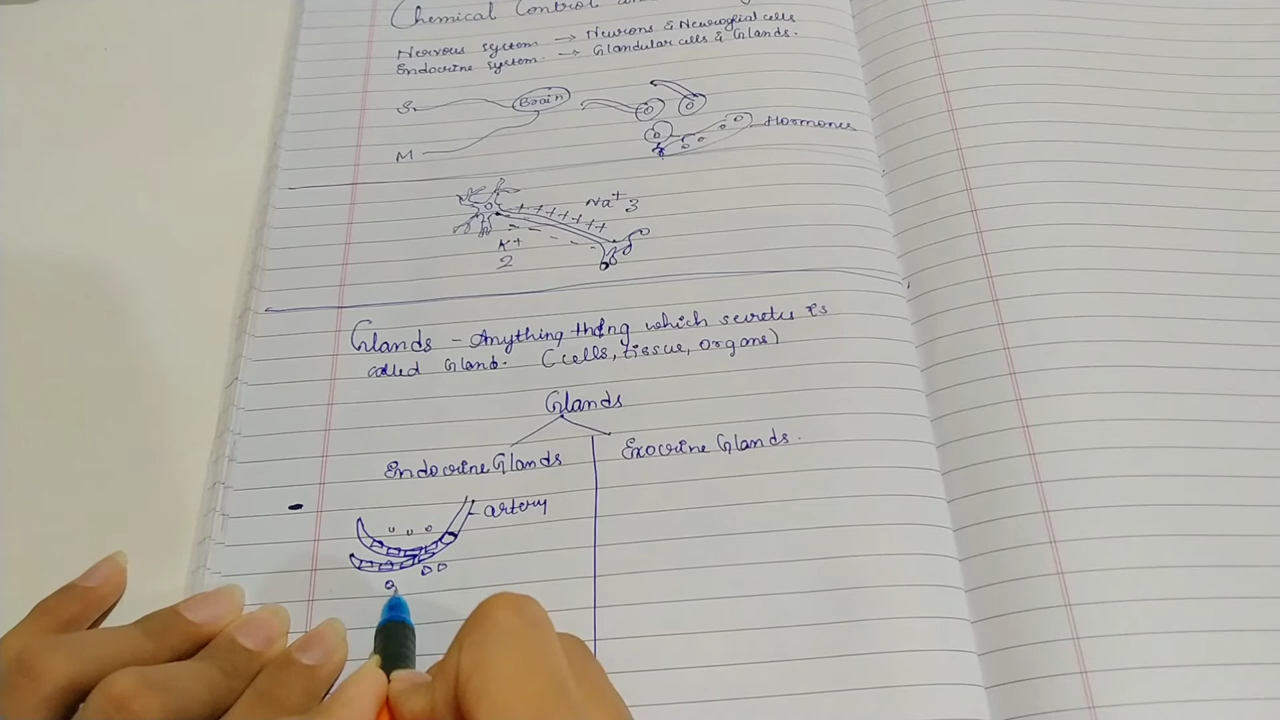 Chemical Control
Nervous system → Neurons & Neuroglial cells
Endocrine system. → Glandular cells & Glands.
S
Brain
M
Hormones
Na+ 3
K+
2
Glands - Anything thing which secretes is
called Gland. (cells, tissue, organs)
Glands
Endocrine Glands
Exocrine Glands.
artery